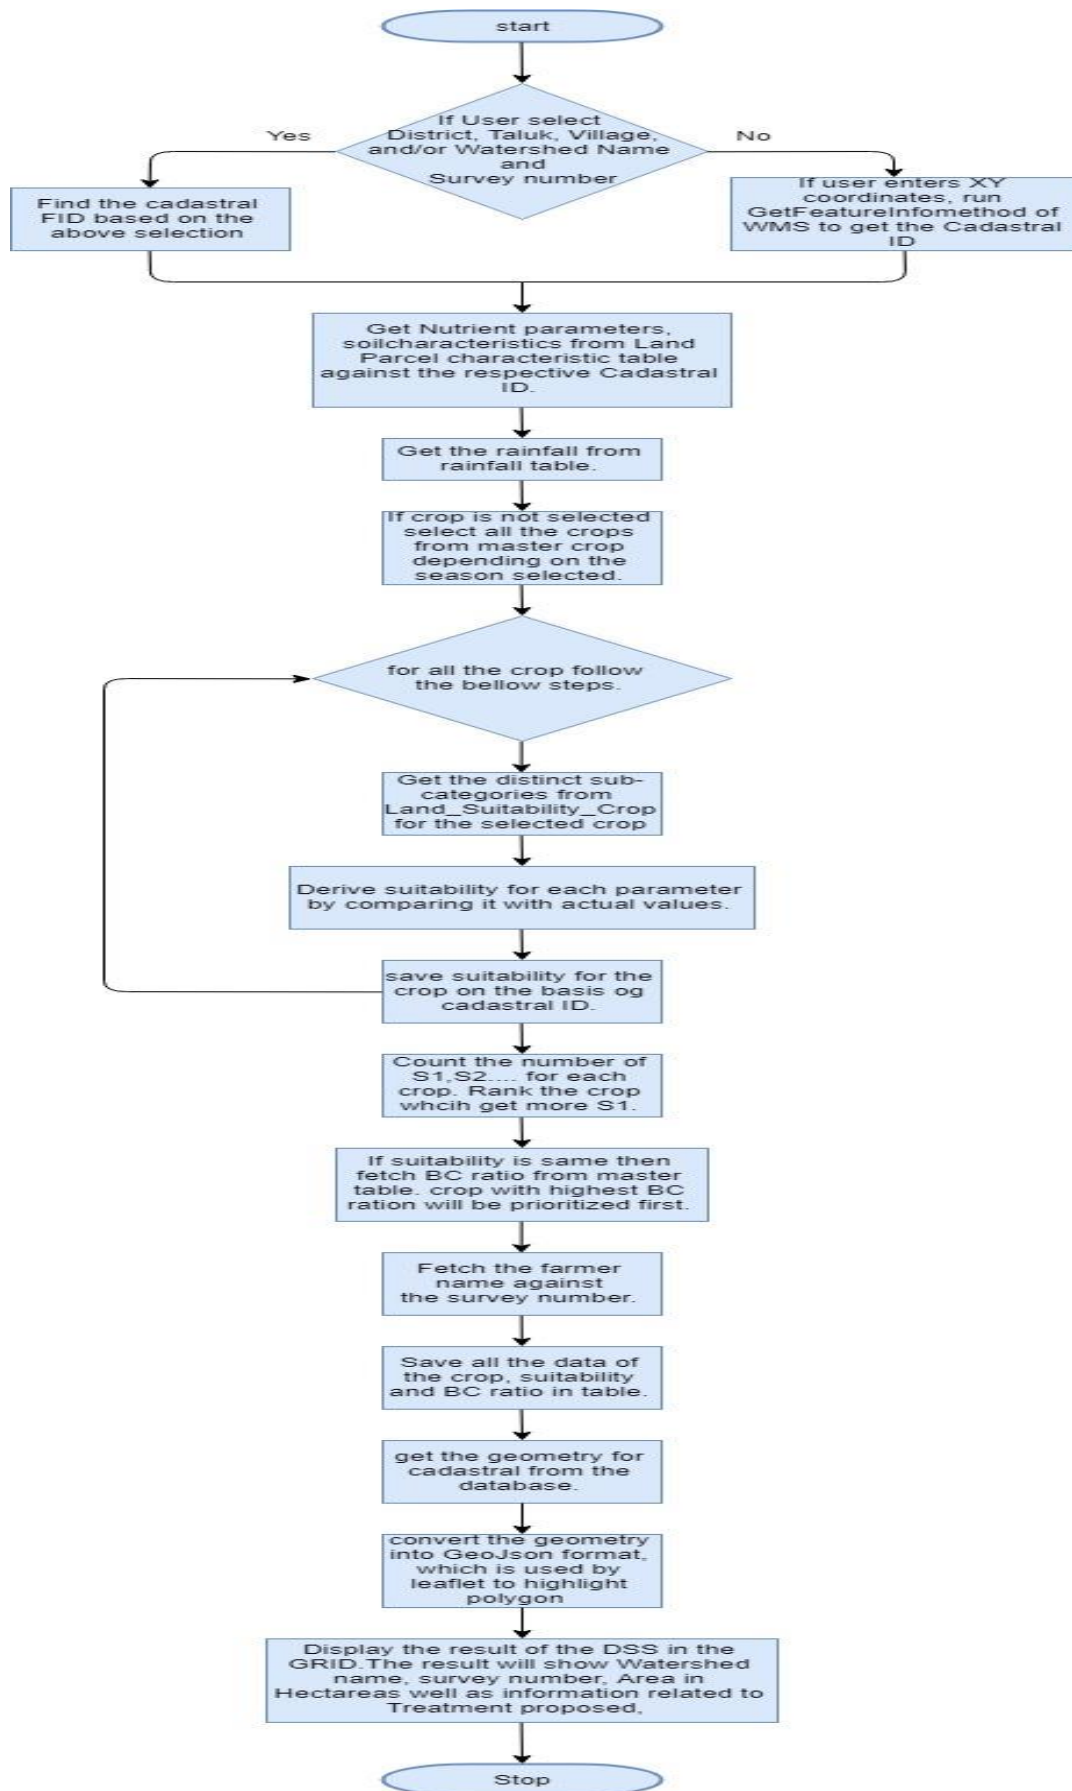 start
If User select
District, Taluk, Village,
and/or Watershed Name
and
Survey number
Yes
No
Find the cadastral
FID based on the
above selection
If user enters XY
coordinates, run
GetFeatureInfomethod of
WMS to get the Cadastral
ID
Get Nutrient parameters,
soilcharacteristics from Land
Parcel characteristic table
against the respective Cadastral
ID.
Get the rainfall from
rainfall table.
If crop is not selected
select all the crops
from master crop
depending on the
season selected.
for all the crop follow
the bellow steps.
Get the distinct sub-
categories from
Land_Suitability_Crop
for the selected crop
Derive suitability for each parameter
by comparing it with actual values.
save suitability for the
crop on the basis og
cadastral ID.
Count the number of
S1,S2.... for each
crop. Rank the crop
whcih get more S1.
If suitability is same then
fetch BC ratio from master
table. crop with highest BC
ration will be prioritized first.
Fetch the farmer
name against
the survey number.
Save all the data of
the crop, suitability
and BC ratio in table.
get the geometry for
cadastral from the
database.
convert the geometry
into GeoJson format,
which is used by
leaflet to highlight
polygon
Display the result of the DSS in the
GRID.The result will show Watershed
name, survey number, Area in
Hectareas well as information related to
Treatment proposed,
Stop